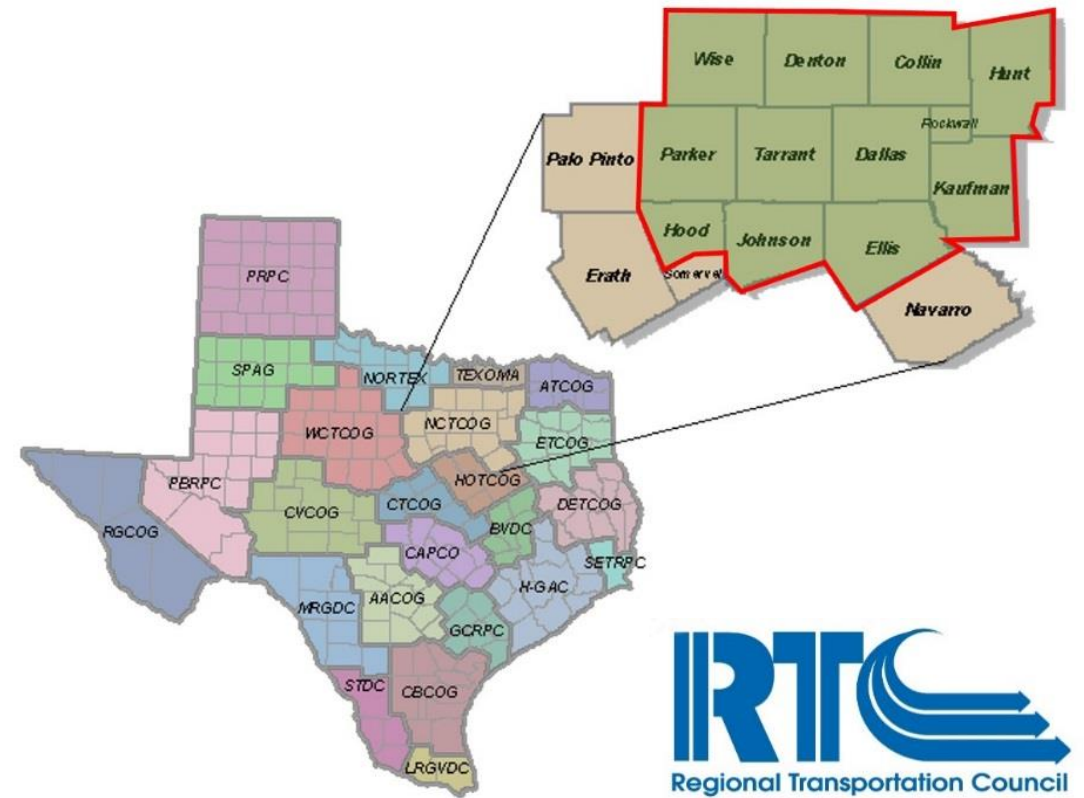 Wise
Denton
Collin
Hunt
Rockwall
Palo Pinto
Parker
Tarrant
Dallas
Kaufman
Hood
Johnson
Ellis
Erath
Somervell
Navarro
PRPC
SPAG
NORTEX
TEXOMA
ATCOG
WCTCOG
NCTCOG
ETCOG
PBRPC
HOTCOG
RGCOG
CVCOG
CTCOG
DETCOG
BVDC
CAPCO
SETRPC
H-GAC
MRGDC
AACOG
GCRPC
STDC
CBCOG
LRGVDC
RTC
Regional Transportation Council